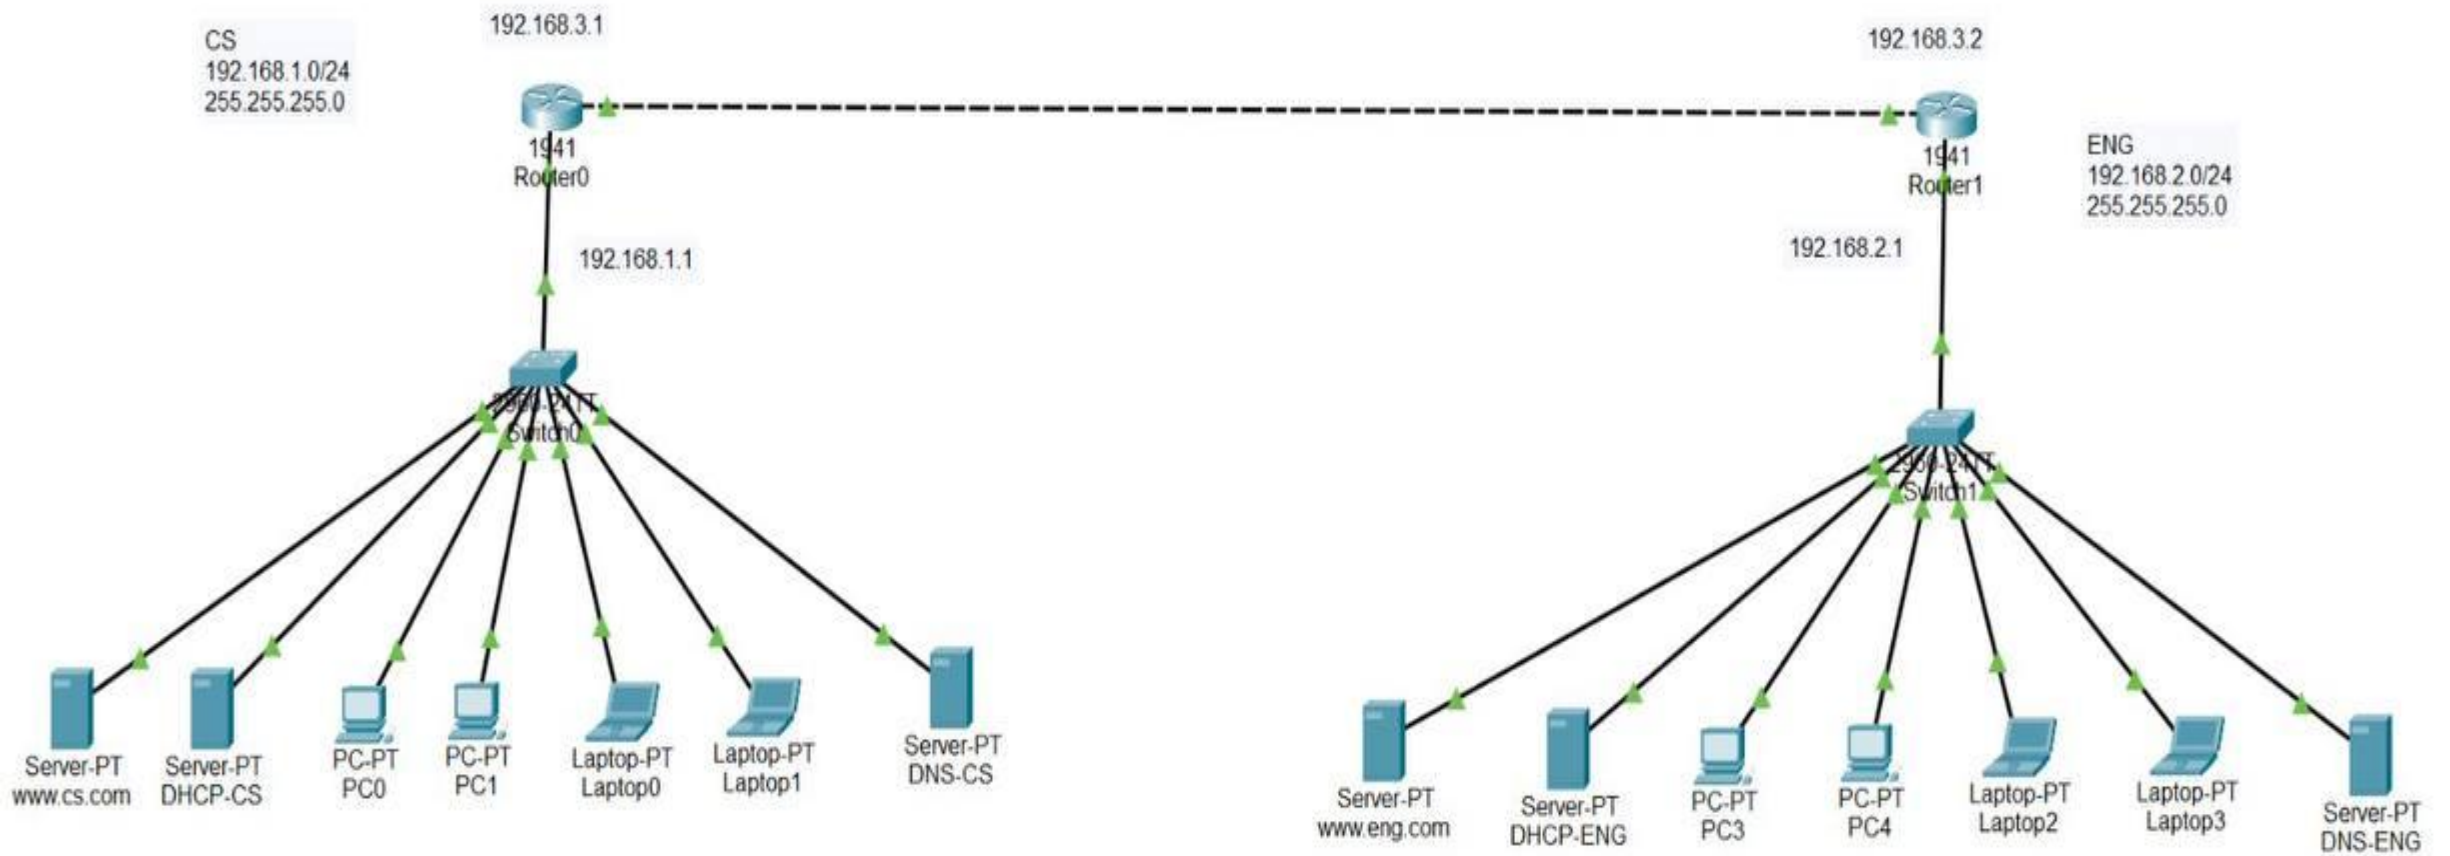 192.168.3.1
CS
192.168.1.0/24
255.255.255.0
192.168.3.2
1941
Router0
1941
Router1
ENG
192.168.2.0/24
255.255.255.0
192.168.1.1
192.168.2.1
2960-24TT
Switch0
2960-24TT
Switch1
Server-PT
www.cs.com
Server-PT
DHCP-CS
PC-PT
PC0
PC-PT
PC1
Laptop-PT
Laptop0
Laptop-PT
Laptop1
Server-PT
DNS-CS
Server-PT
www.eng.com
Server-PT
DHCP-ENG
PC-PT
PC3
PC-PT
PC4
Laptop-PT
Laptop2
Laptop-PT
Laptop3
Server-PT
DNS-ENG